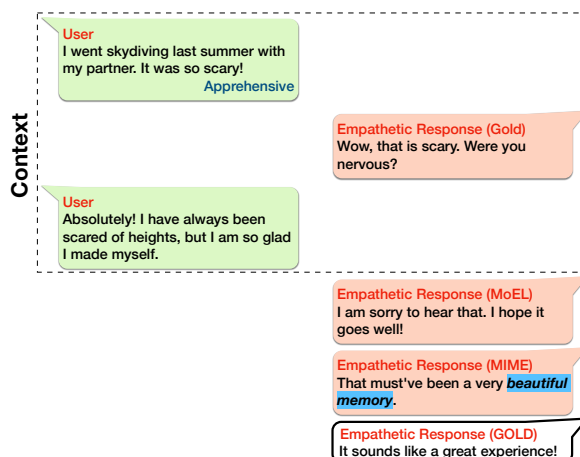 Context
User
I went skydiving last summer with
my partner. It was so scary!
Apprehensive
Empathetic Response (Gold)
Wow, that is scary. Were you
nervous?
User
Absolutely! I have always been
scared of heights, but I am so glad
I made myself.
Empathetic Response (MoEL)
I am sorry to hear that. I hope it
goes well!
Empathetic Response (MIME)
That must've been a very beautiful
memory.
Empathetic Response (GOLD)
It sounds like a great experience!